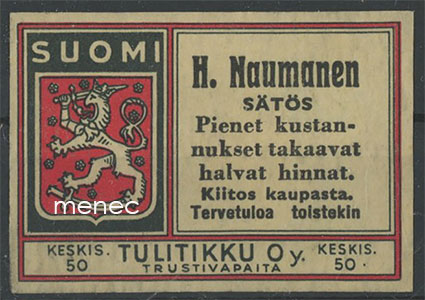 SUOMI
menec
H. Naumanen
SÄTÖS
Pienet kustan-
nukset takaavat
halvat hinnat.
Kiitos kaupasta.
Tervetuloa toistekin
KESKIS. 50
TULITIKKU Oy.
TRUSTIVAPAITA
KESKIS. 50